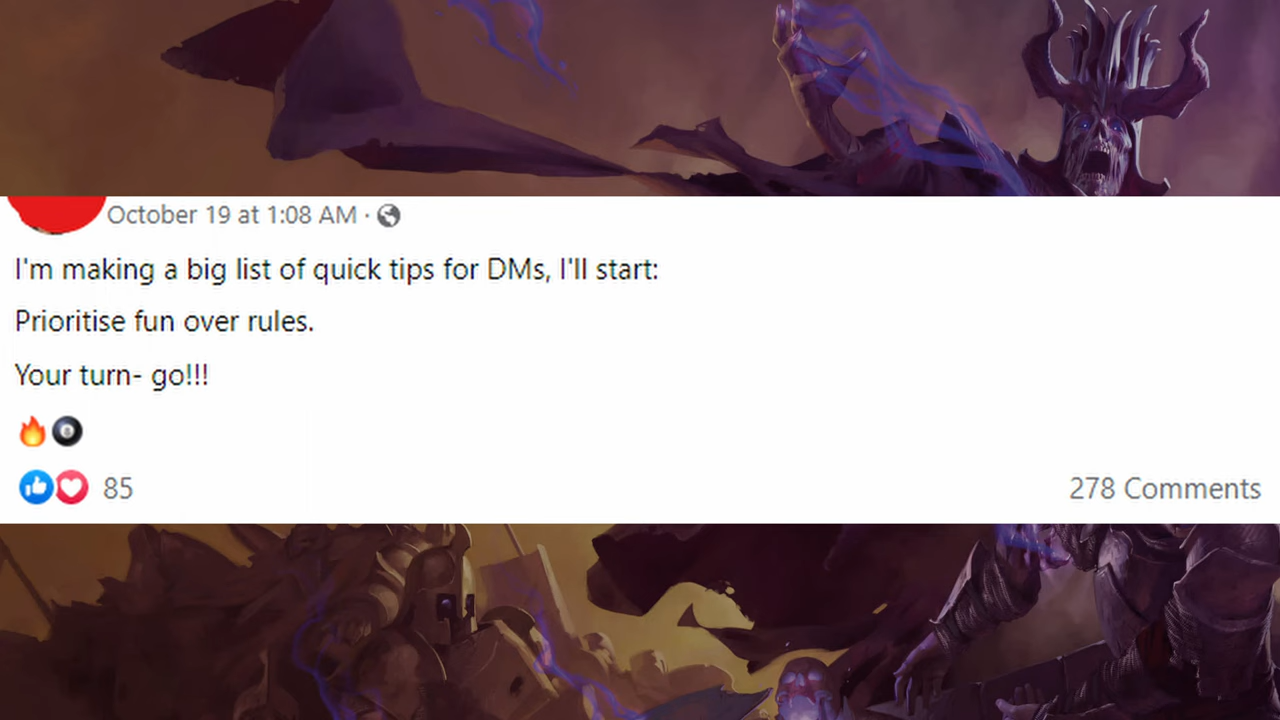 October 19 at 1:08 AM ·
I'm making a big list of quick tips for DMs, I'll start:
Prioritise fun over rules.
Your turn- go!!!
85
278 Comments